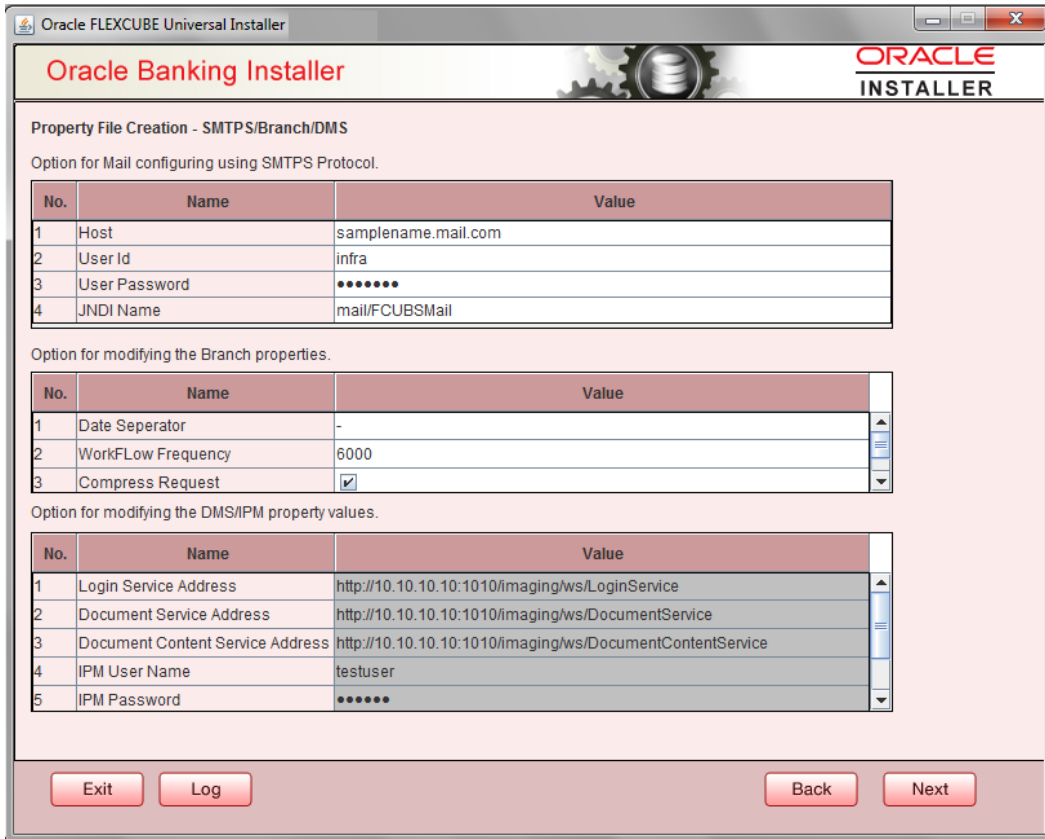 Oracle FLEXCUBE Universal Installer
Oracle Banking Installer
ORACLE
INSTALLER
Property File Creation - SMTPS/Branch/DMS
Option for Mail configuring using SMTPS Protocol.
No. Name Value
1 Host samplename.mail.com
2 User Id infra
3 User Password •••••••
4 JNDI Name mail/FCUBSMail
Option for modifying the Branch properties.
No. Name Value
1 Date Seperator -
2 WorkFLow Frequency 6000
3 Compress Request
Option for modifying the DMS/IPM property values.
No. Name Value
1 Login Service Address http://10.10.10.10:1010/imaging/ws/LoginService
2 Document Service Address http://10.10.10.10:1010/imaging/ws/DocumentService
3 Document Content Service Address http://10.10.10.10:1010/imaging/ws/DocumentContentService
4 IPM User Name testuser
5 IPM Password ••••••
Exit Log Back Next